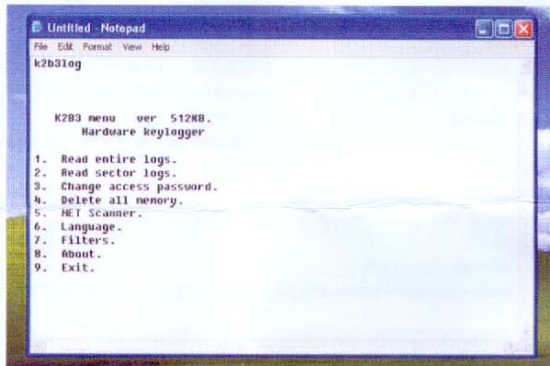 Untitled - Notepad
File Edit Format View Help
k2b3log
K2B3 menu ver 512KB.
Hardware keylogger
1. Read entire logs.
2. Read sector logs.
3. Change access password.
4. Delete all memory.
5. NET Scanner.
6. Language.
7. Filters.
8. About.
9. Exit.